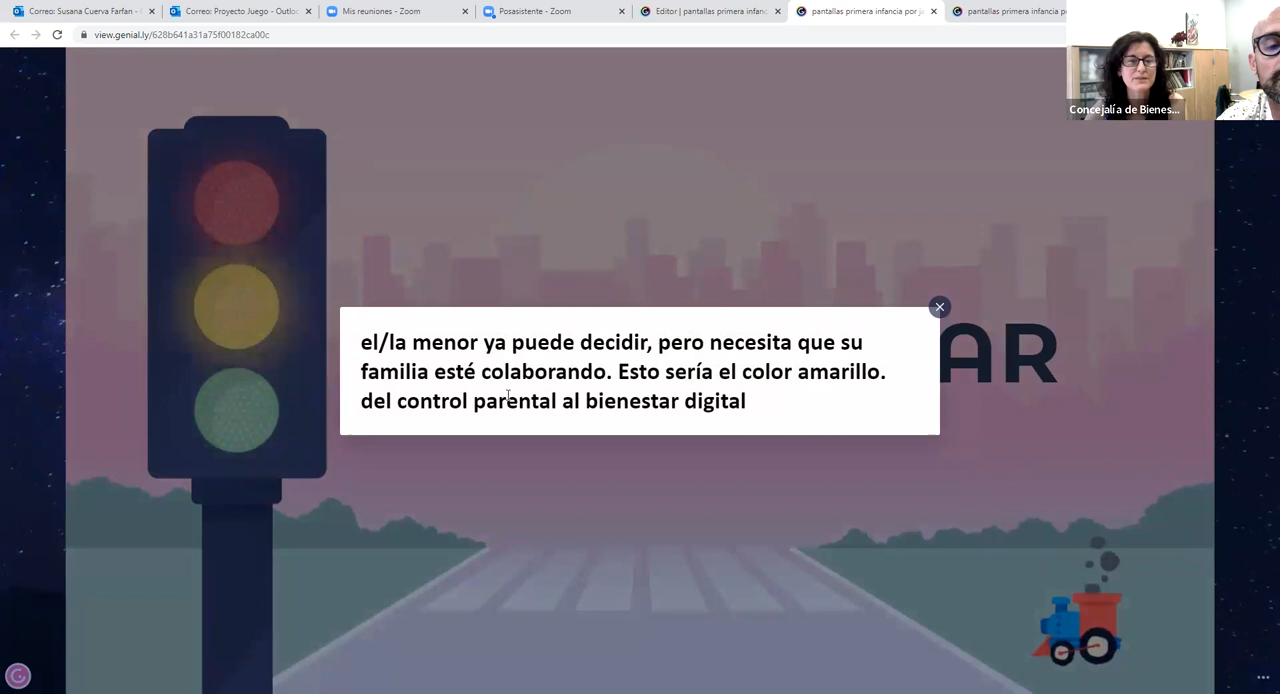 Correo: Susana Cuerva Farfan -
Correo: Proyecto Juego - Outlo
Mis reuniones - Zoom
Posasistente - Zoom
Editor | pantallas primera infanc
pantallas primera infancia por ja
pantallas primera infancia po
view.genial.ly/628b641a31a75f00182ca00c
Concejalía de Bienes...
el/la menor ya puede decidir, pero necesita que su
familia esté colaborando. Esto sería el color amarillo.
del control parental al bienestar digital
AR